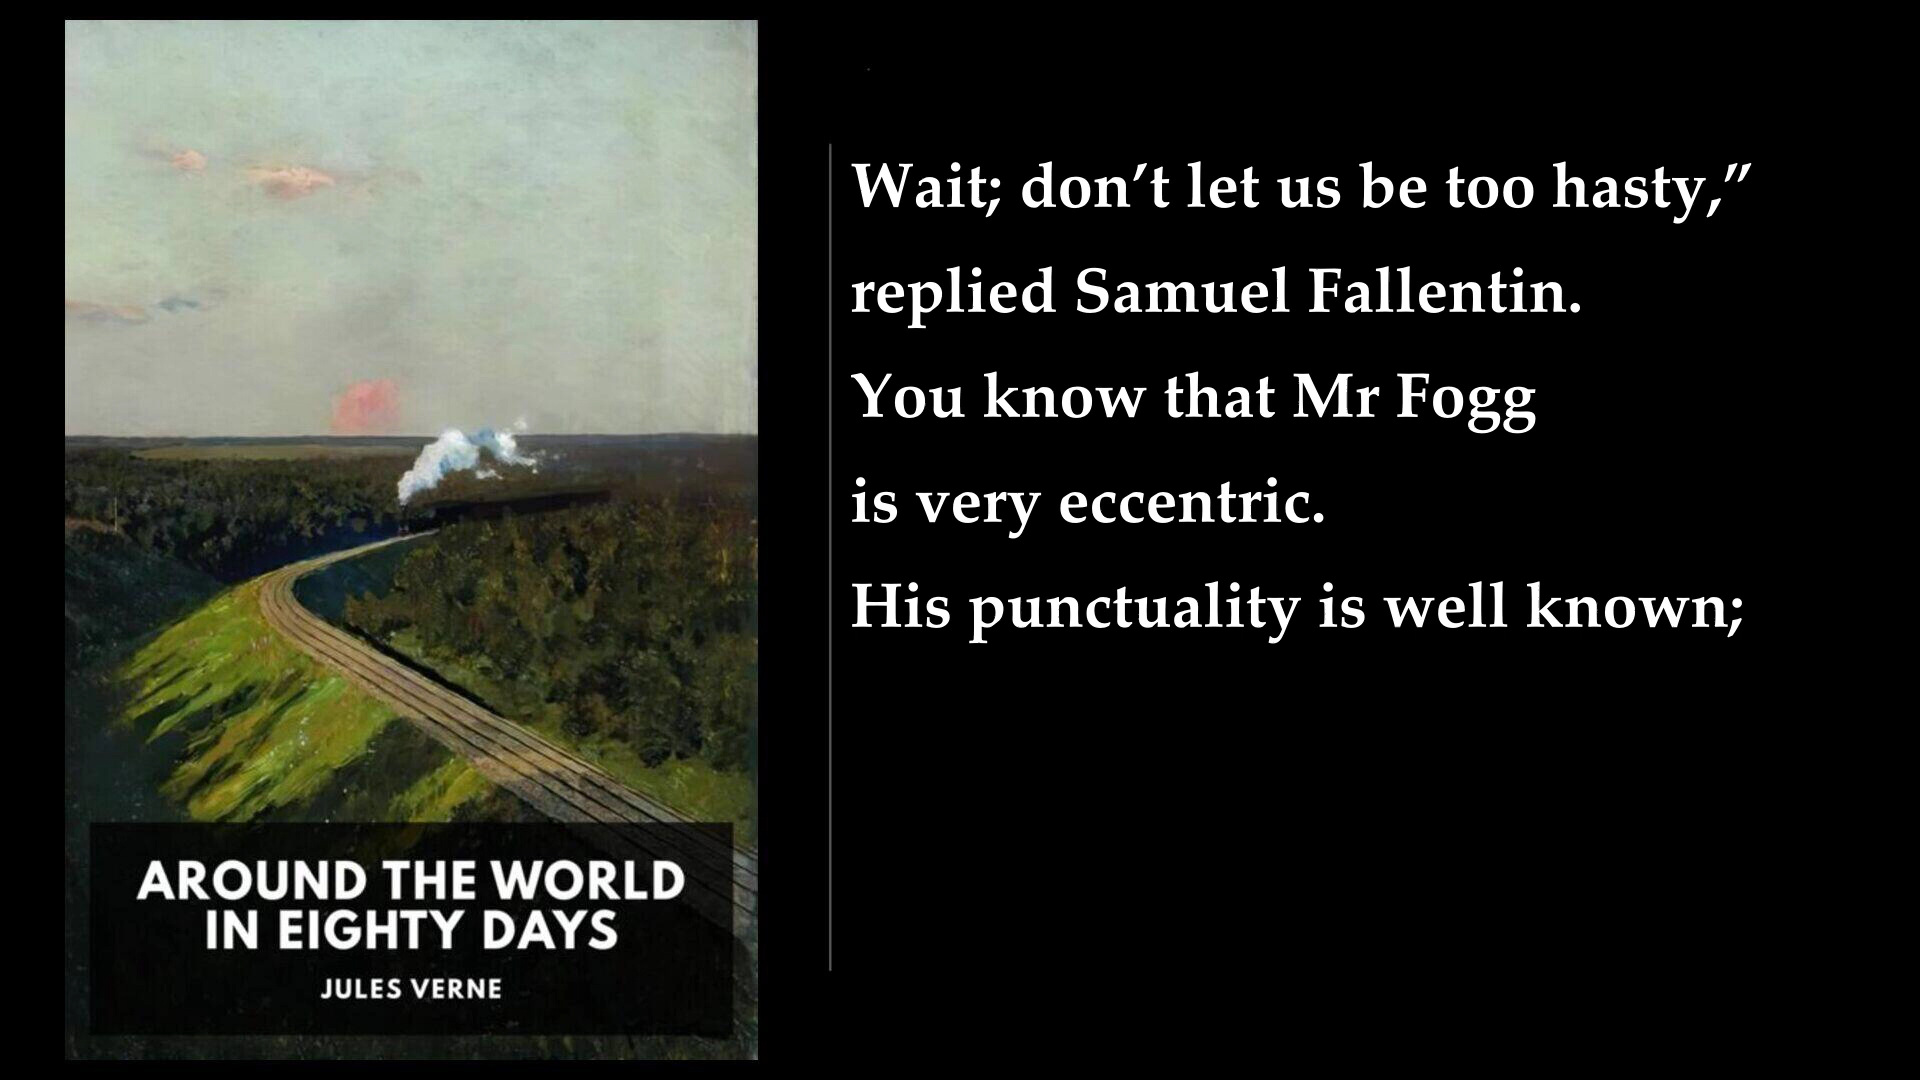 Wait; don’t let us be too hasty,”
replied Samuel Fallentin.
You know that Mr Fogg
is very eccentric.
His punctuality is well known;
AROUND THE WORLD
IN EIGHTY DAYS
JULES VERNE